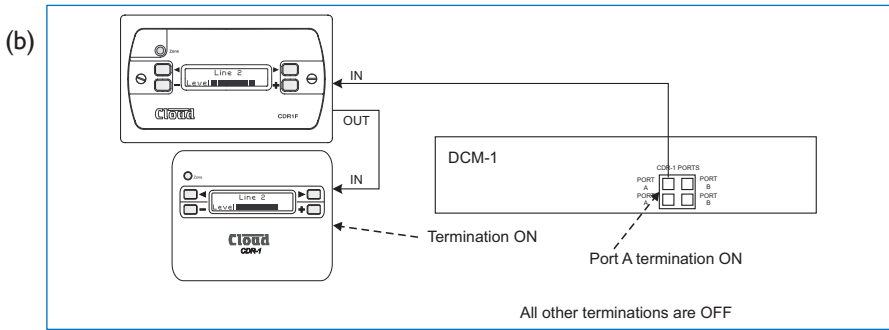 (b)
Zone
Line 2
Level
Cloud
CDR1F
IN
OUT
Zone
Line 2
Level
Cloud
CDR-1
IN
Termination ON
DCM-1
CDR-1 PORTS
PORT A
PORT B
PORT A
PORT B
Port A termination ON
All other terminations are OFF